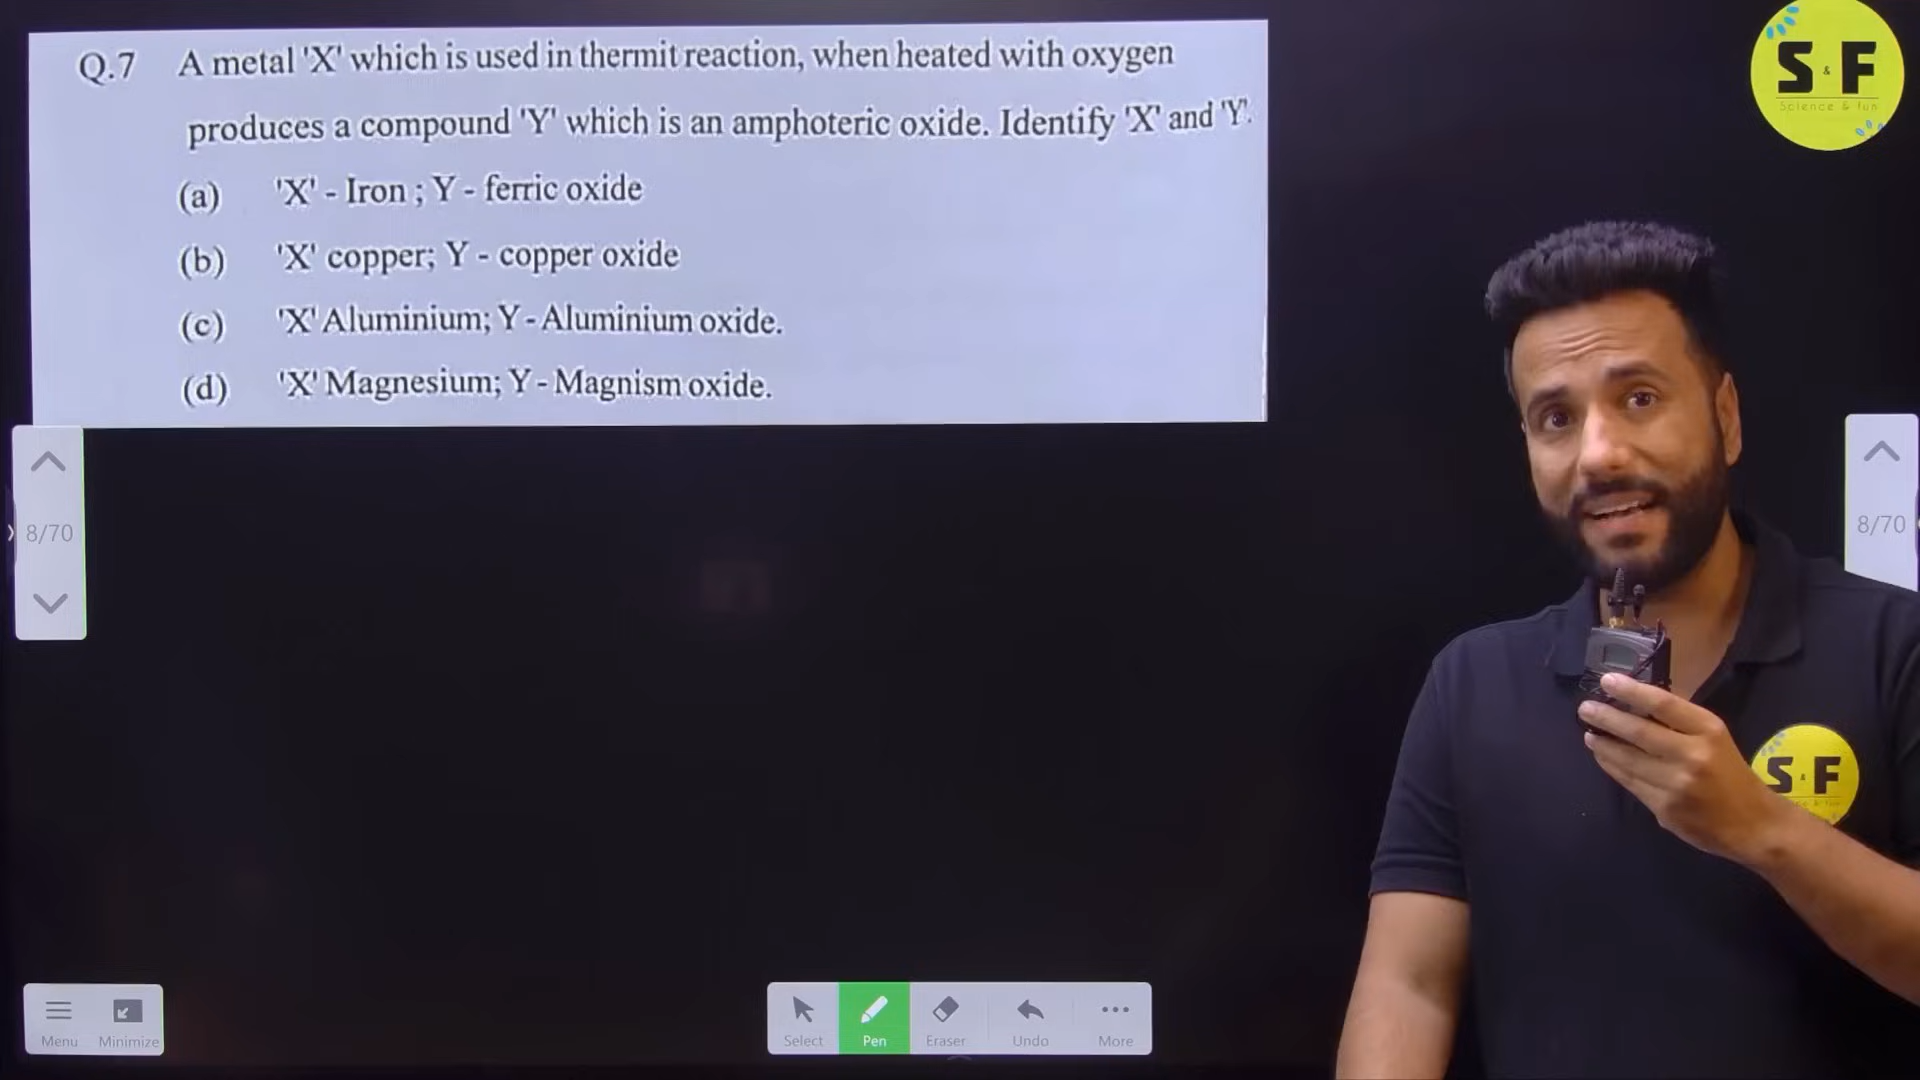 Q.7 A metal 'X' which is used in thermit reaction, when heated with oxygen
produces a compound 'Y' which is an amphoteric oxide. Identify 'X' and 'Y'.
(a) 'X' - Iron ; Y - ferric oxide
(b) 'X' copper; Y - copper oxide
(c) 'X' Aluminium; Y - Aluminium oxide.
(d) 'X' Magnesium; Y - Magnism oxide.
S & F
Science & fun
8/70
8/70
S & F
Menu Minimize
Select Pen Eraser Undo More